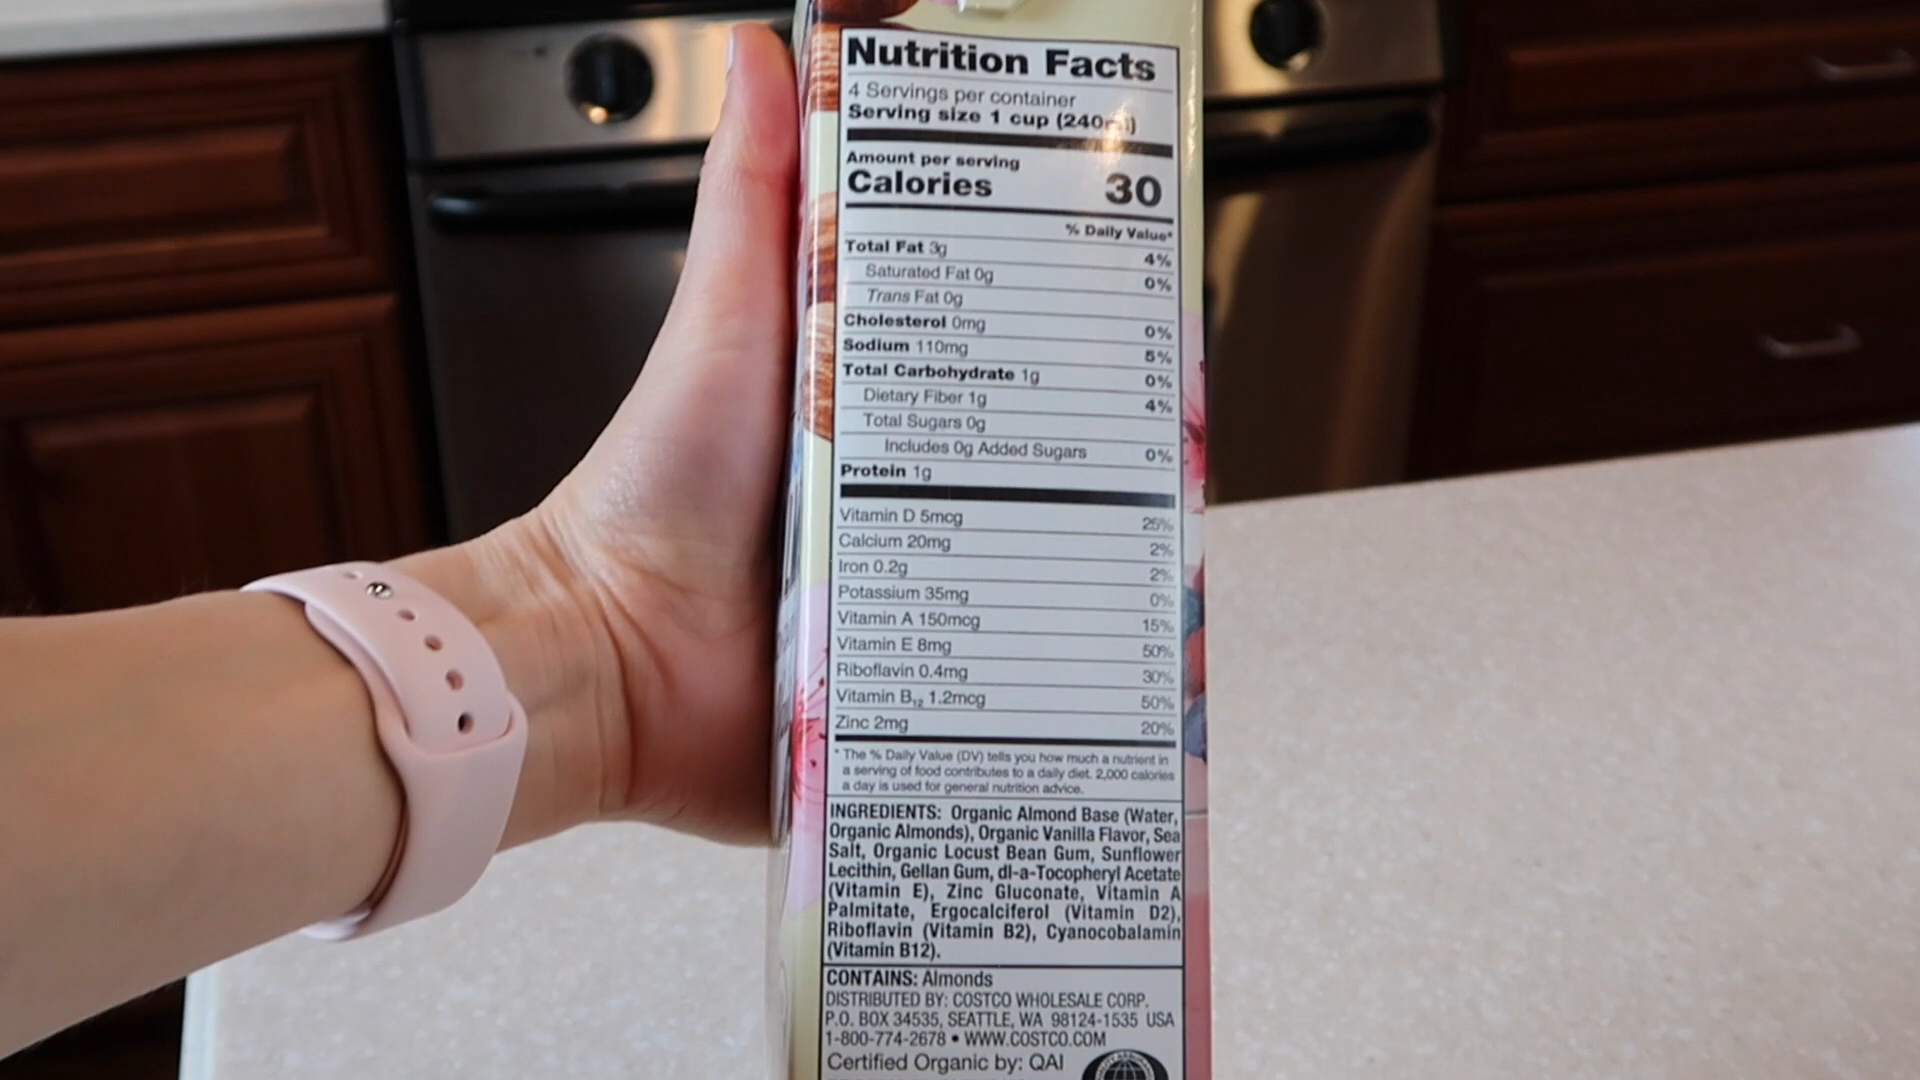 Nutrition Facts
4 Servings per container
Serving size 1 cup (240ml)
Amount per serving
Calories 30
% Daily Value*
Total Fat 3g 4%
Saturated Fat 0g 0%
Trans Fat 0g
Cholesterol 0mg 0%
Sodium 110mg 5%
Total Carbohydrate 1g 0%
Dietary Fiber 1g 4%
Total Sugars 0g
Includes 0g Added Sugars 0%
Protein 1g
Vitamin D 5mcg 25%
Calcium 20mg 2%
Iron 0.2g 2%
Potassium 35mg 0%
Vitamin A 150mcg 15%
Vitamin E 8mg 50%
Riboflavin 0.4mg 30%
Vitamin B₁₂ 1.2mcg 50%
Zinc 2mg 20%
* The % Daily Value (DV) tells you how much a nutrient in
a serving of food contributes to a daily diet. 2,000 calories
a day is used for general nutrition advice.
INGREDIENTS: Organic Almond Base (Water,
Organic Almonds), Organic Vanilla Flavor, Sea
Salt, Organic Locust Bean Gum, Sunflower
Lecithin, Gellan Gum, dl-a-Tocopheryl Acetate
(Vitamin E), Zinc Gluconate, Vitamin A
Palmitate, Ergocalciferol (Vitamin D2),
Riboflavin (Vitamin B2), Cyanocobalamin
(Vitamin B12).
CONTAINS: Almonds
DISTRIBUTED BY: COSTCO WHOLESALE CORP.
P.O. BOX 34535, SEATTLE, WA 98124-1535 USA
1-800-774-2678 • WWW.COSTCO.COM
Certified Organic by: QAI